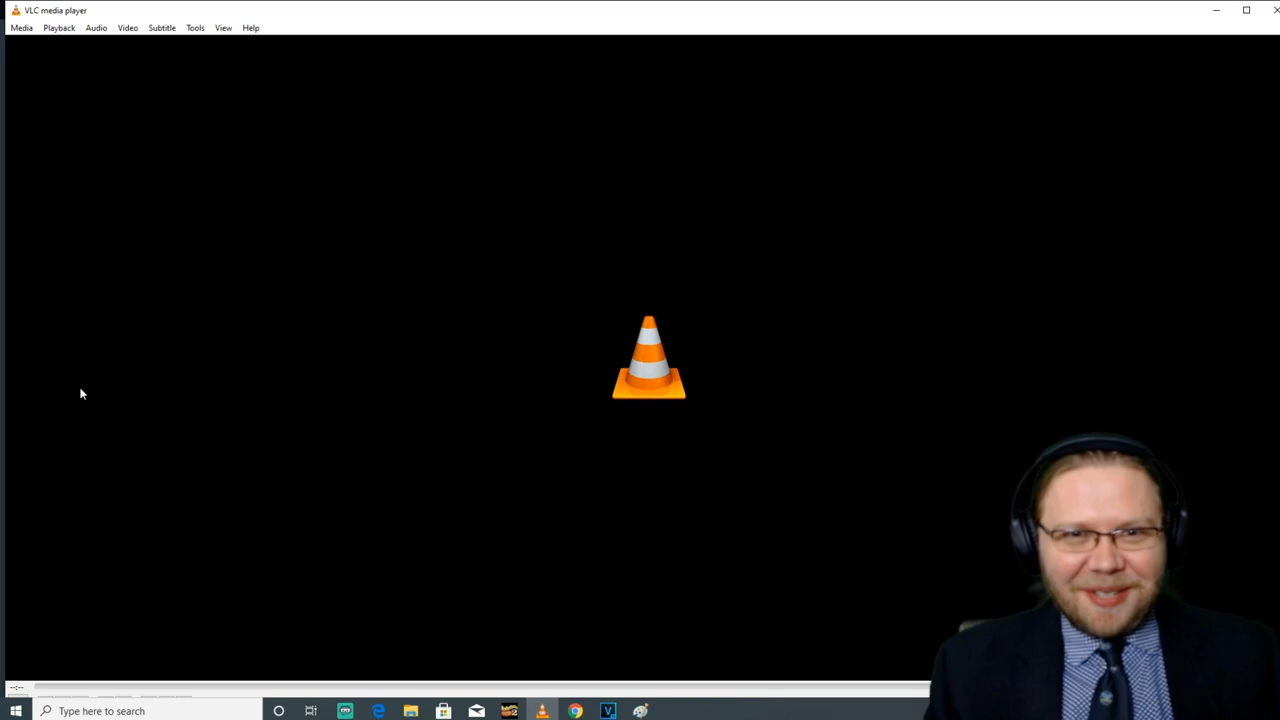 VLC media player
Media Playback Audio Video Subtitle Tools View Help
--:--
Type here to search